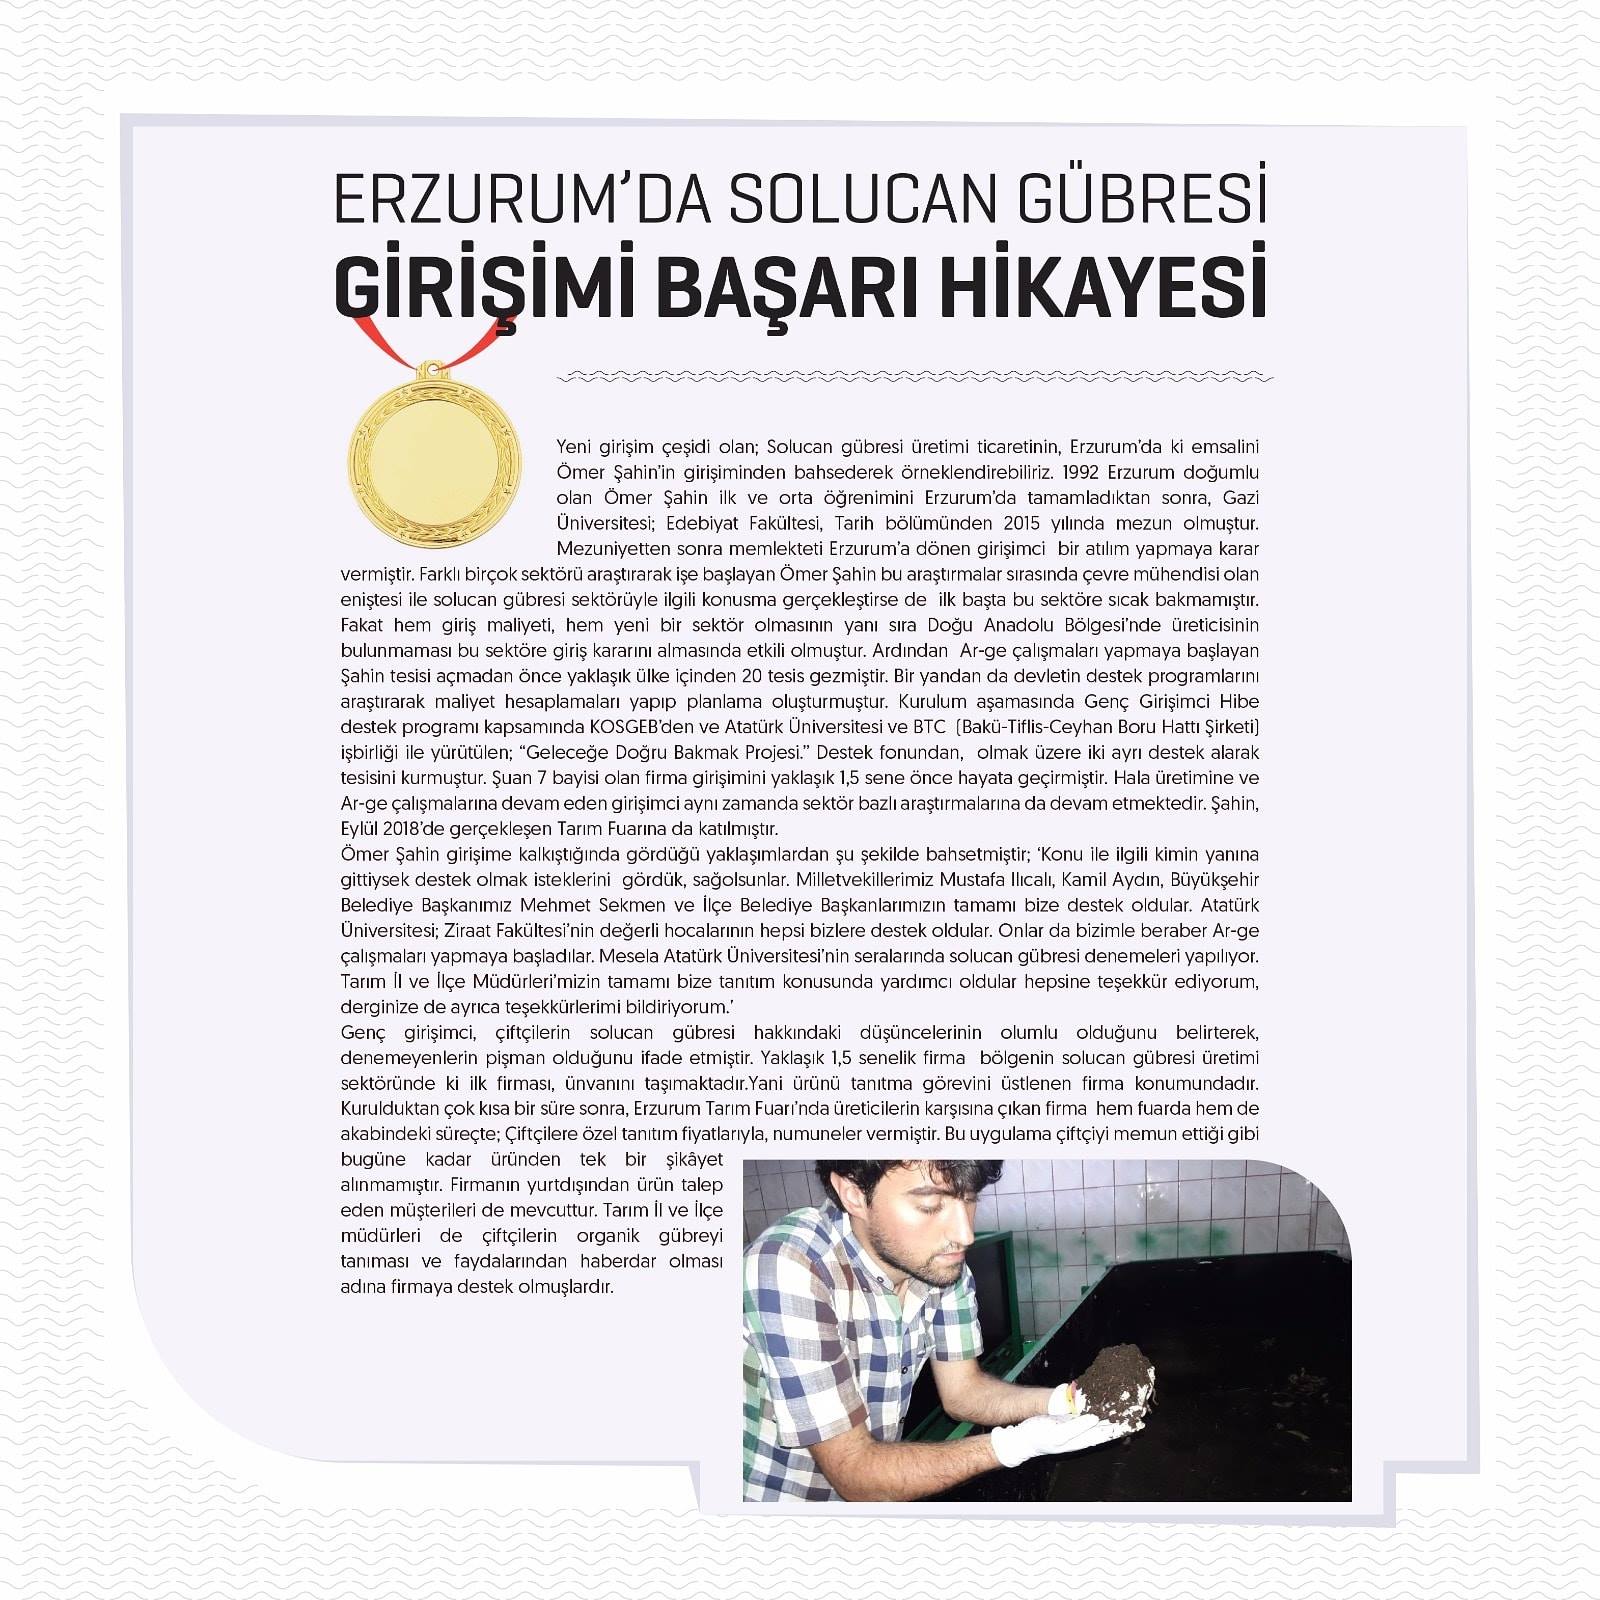 ERZURUM’DA SOLUCAN GÜBRESİ
GİRİŞİMİ BAŞARI HİKAYESİ
Yeni girişim çeşidi olan; Solucan gübresi üretimi ticaretinin, Erzurum’da ki emsalini
Ömer Şahin’in girişiminden bahsederek örneklendirebiliriz. 1992 Erzurum doğumlu
olan Ömer Şahin ilk ve orta öğrenimini Erzurum’da tamamladıktan sonra, Gazi
Üniversitesi; Edebiyat Fakültesi, Tarih bölümünden 2015 yılında mezun olmuştur.
Mezuniyetten sonra memlekteti Erzurum’a dönen girişimci bir atılım yapmaya karar
vermiştir. Farklı birçok sektörü araştırarak işe başlayan Ömer Şahin bu araştırmalar sırasında çevre mühendisi olan
eniştesi ile solucan gübresi sektörüyle ilgili konusma gerçekleştirse de ilk başta bu sektöre sıcak bakmamıştır.
Fakat hem giriş maliyeti, hem yeni bir sektör olmasının yanı sıra Doğu Anadolu Bölgesi’nde üreticisinin
bulunmaması bu sektöre giriş kararını almasında etkili olmuştur. Ardından Ar-ge çalışmaları yapmaya başlayan
Şahin tesisi açmadan önce yaklaşık ülke içinden 20 tesis gezmiştir. Bir yandan da devletin destek programlarını
araştırarak maliyet hesaplamaları yapıp planlama oluşturmuştur. Kurulum aşamasında Genç Girişimci Hibe
destek programı kapsamında KOSGEB’den ve Atatürk Üniversitesi ve BTC (Bakü-Tiflis-Ceyhan Boru Hattı Şirketi)
işbirliği ile yürütülen; “Geleceğe Doğru Bakmak Projesi.” Destek fonundan, olmak üzere iki ayrı destek alarak
tesisini kurmuştur. Şuan 7 bayisi olan firma girişimini yaklaşık 1,5 sene önce hayata geçirmiştir. Hala üretimine ve
Ar-ge çalışmalarına devam eden girişimci aynı zamanda sektör bazlı araştırmalarına da devam etmektedir. Şahin,
Eylül 2018’de gerçekleşen Tarım Fuarına da katılmıştır.
Ömer Şahin girişime kalkıştığında gördüğü yaklaşımlardan şu şekilde bahsetmiştir; ‘Konu ile ilgili kimin yanına
gittiysek destek olmak isteklerini gördük, sağolsunlar. Milletvekillerimiz Mustafa Ilıcalı, Kamil Aydın, Büyükşehir
Belediye Başkanımız Mehmet Sekmen ve İlçe Belediye Başkanlarımızın tamamı bize destek oldular. Atatürk
Üniversitesi; Ziraat Fakültesi’nin değerli hocalarının hepsi bizlere destek oldular. Onlar da bizimle beraber Ar-ge
çalışmaları yapmaya başladılar. Mesela Atatürk Üniversitesi’nin seralarında solucan gübresi denemeleri yapılıyor.
Tarım İl ve İlçe Müdürleri’mizin tamamı bize tanıtım konusunda yardımcı oldular hepsine teşekkür ediyorum,
derginize de ayrıca teşekkürlerimi bildiriyorum.’
Genç girişimci, çiftçilerin solucan gübresi hakkındaki düşüncelerinin olumlu olduğunu belirterek,
denemeyenlerin pişman olduğunu ifade etmiştir. Yaklaşık 1,5 senelik firma bölgenin solucan gübresi üretimi
sektöründe ki ilk firması, ünvanını taşımaktadır.Yani ürünü tanıtma görevini üstlenen firma konumundadır.
Kurulduktan çok kısa bir süre sonra, Erzurum Tarım Fuarı’nda üreticilerin karşısına çıkan firma hem fuarda hem de
akabindeki süreçte; Çiftçilere özel tanıtım fiyatlarıyla, numuneler vermiştir. Bu uygulama çiftçiyi memun ettiği gibi
bugüne kadar üründen tek bir şikâyet
alınmamıştır. Firmanın yurtdışından ürün talep
eden müşterileri de mevcuttur. Tarım İl ve İlçe
müdürleri de çiftçilerin organik gübreyi
tanıması ve faydalarından haberdar olması
adına firmaya destek olmuşlardır.